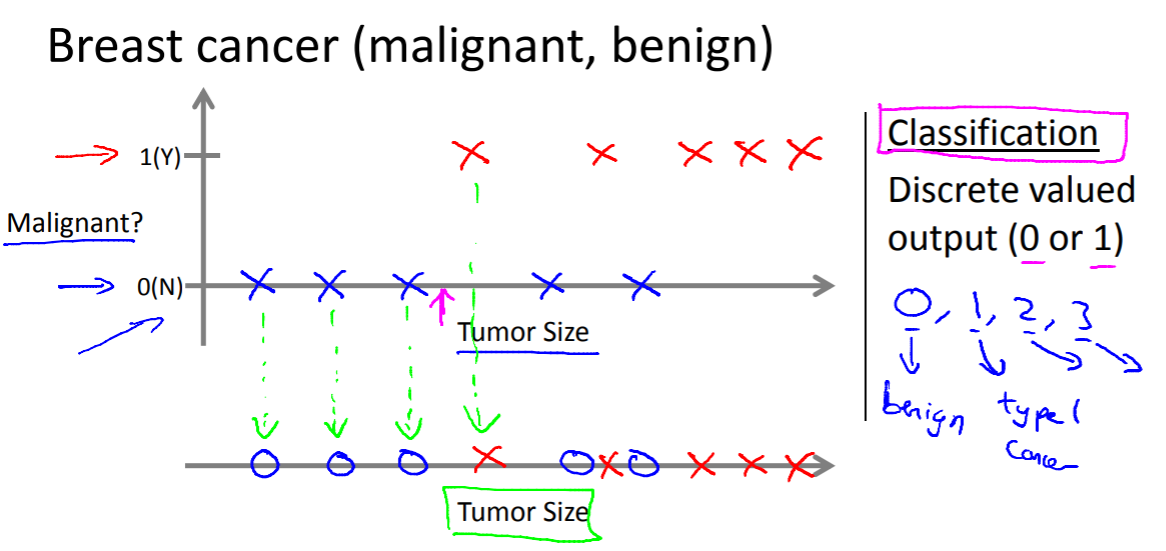 Breast cancer (malignant, benign)
1(Y)
Malignant?
0(N)
Tumor Size
Tumor Size
Classification
Discrete valued
output (0 or 1)
0, 1, 2, 3
benign
type 1
cancer